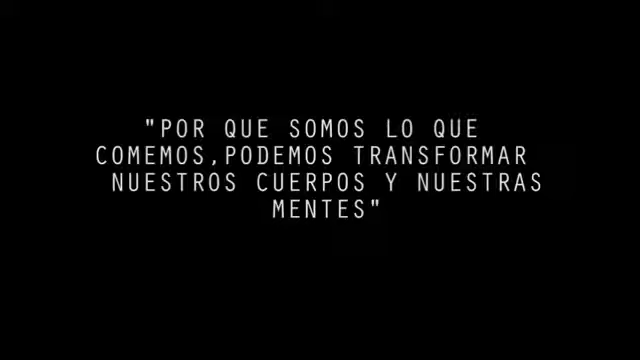 "POR QUE SOMOS LO QUE
COMEMOS,PODEMOS TRANSFORMAR
NUESTROS CUERPOS Y NUESTRAS
MENTES"